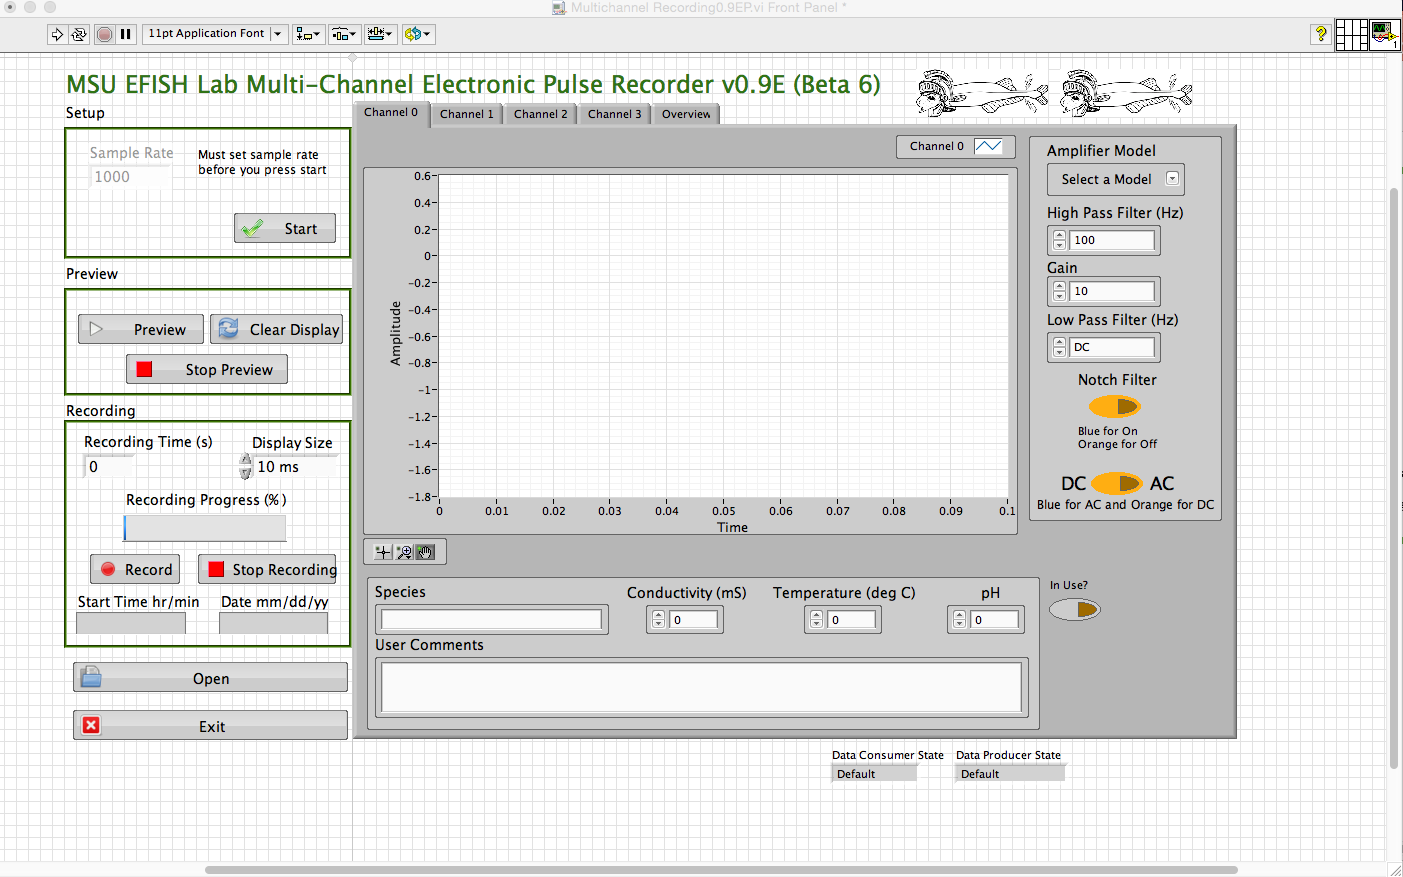 Multichannel Recording0.9EP.vi Front Panel *
11pt Application Font
?
1
MSU EFISH Lab Multi-Channel Electronic Pulse Recorder v0.9E (Beta 6)
Setup
Sample Rate
1000
Must set sample rate
before you press start
Start
Preview
Preview
Clear Display
Stop Preview
Recording
Recording Time (s)
Display Size
0
10 ms
Recording Progress (%)
Record
Stop Recording
Start Time hr/min
Date mm/dd/yy
Open
Exit
Channel 0
Channel 1
Channel 2
Channel 3
Overview
Channel 0
Amplitude
0.6
0.4
0.2
0
-0.2
-0.4
-0.6
-0.8
-1
-1.2
-1.4
-1.6
-1.8
0 0.01 0.02 0.03 0.04 0.05 0.06 0.07 0.08 0.09 0.1
Time
Amplifier Model
Select a Model
High Pass Filter (Hz)
100
Gain
10
Low Pass Filter (Hz)
DC
Notch Filter
Blue for On
Orange for Off
DC AC
Blue for AC and Orange for DC
Species
Conductivity (mS)
0
Temperature (deg C)
0
pH
0
User Comments
In Use?
Data Consumer State
Default
Data Producer State
Default